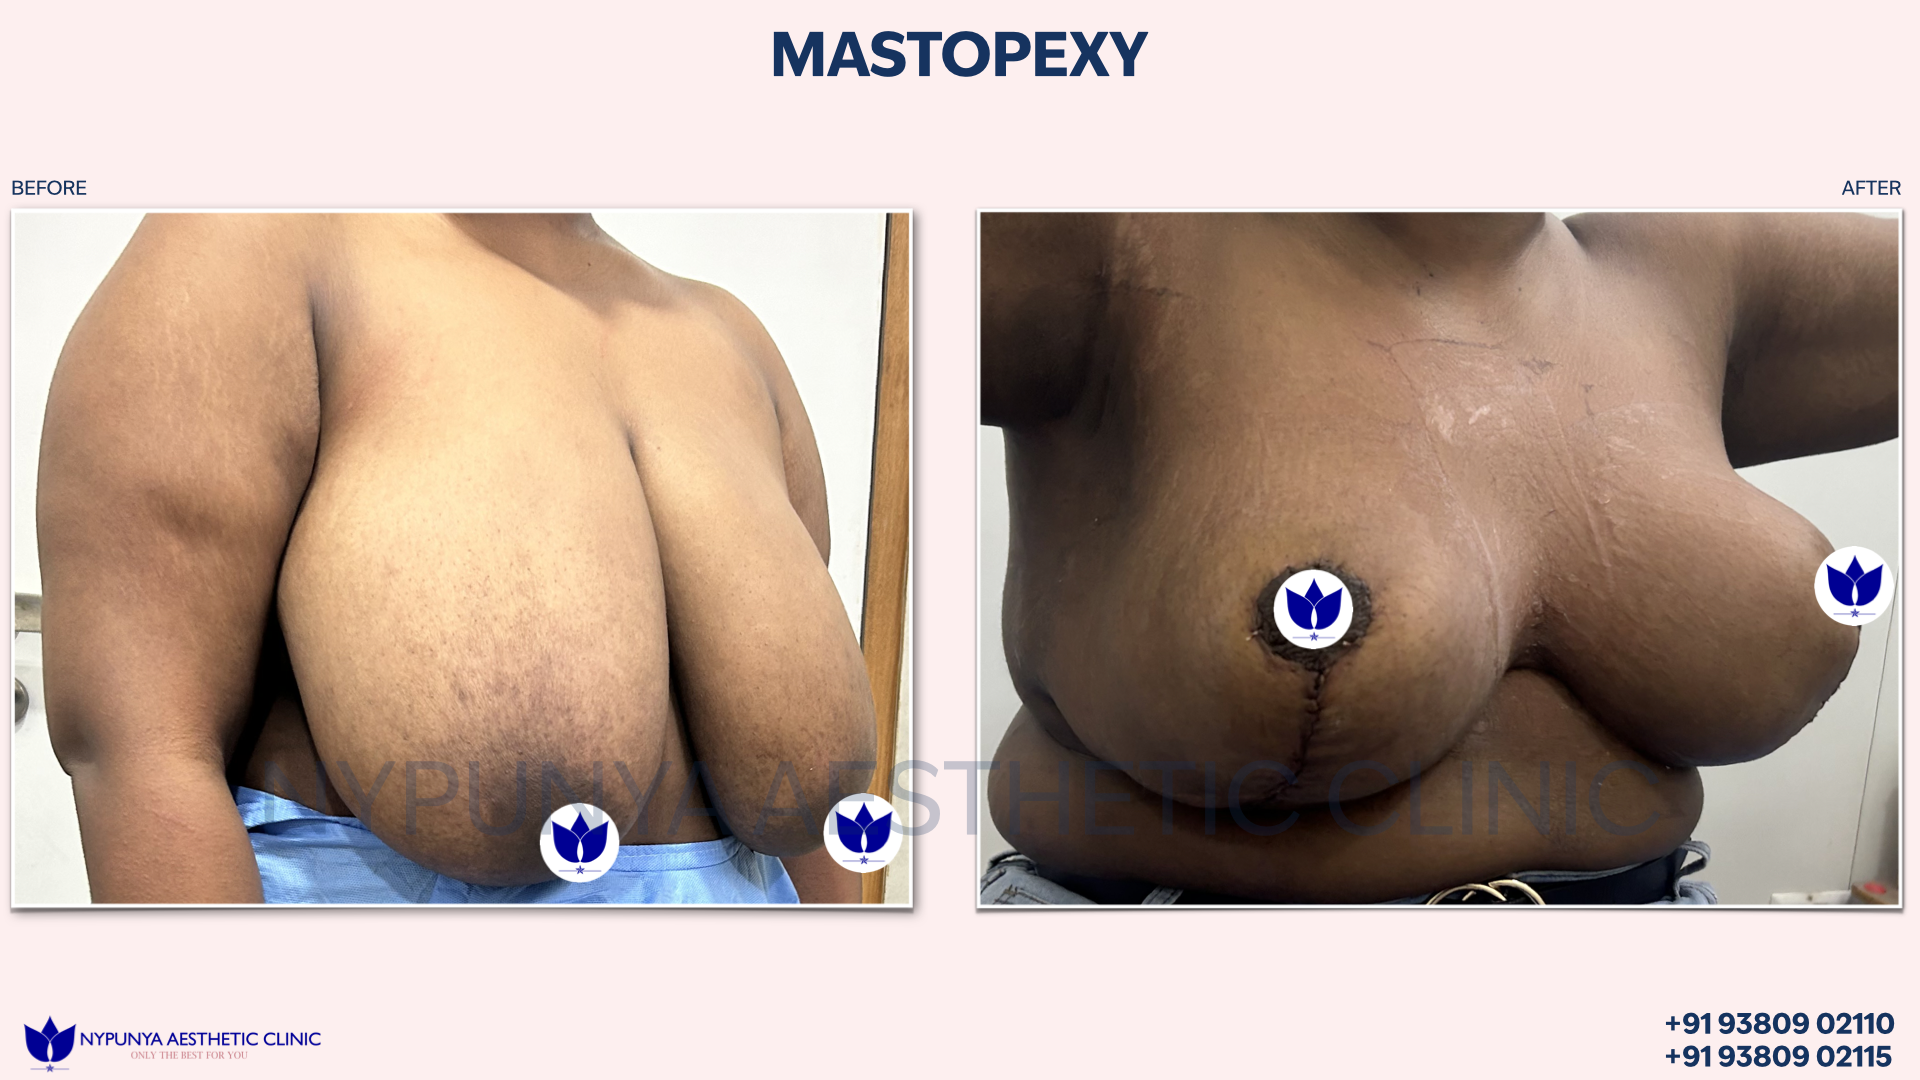 MASTOPEXY
BEFORE
AFTER
NYPUNYA AESTHETIC CLINIC
NYPUNYA AESTHETIC CLINIC
ONLY THE BEST FOR YOU
+91 93809 02110
+91 93809 02115